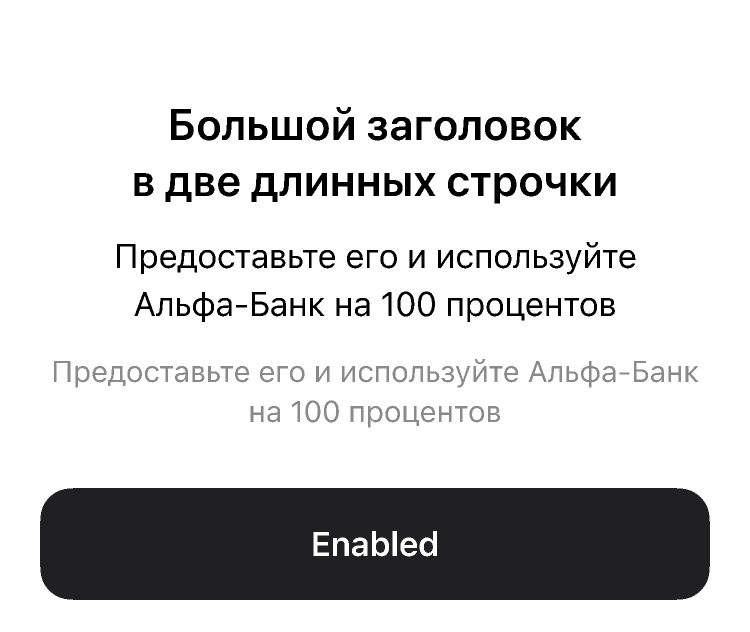 Большой заголовок
в две длинных строчки
Предоставьте его и используйте
Альфа-Банк на 100 процентов
Предоставьте его и используйте Альфа-Банк
на 100 процентов
Enabled